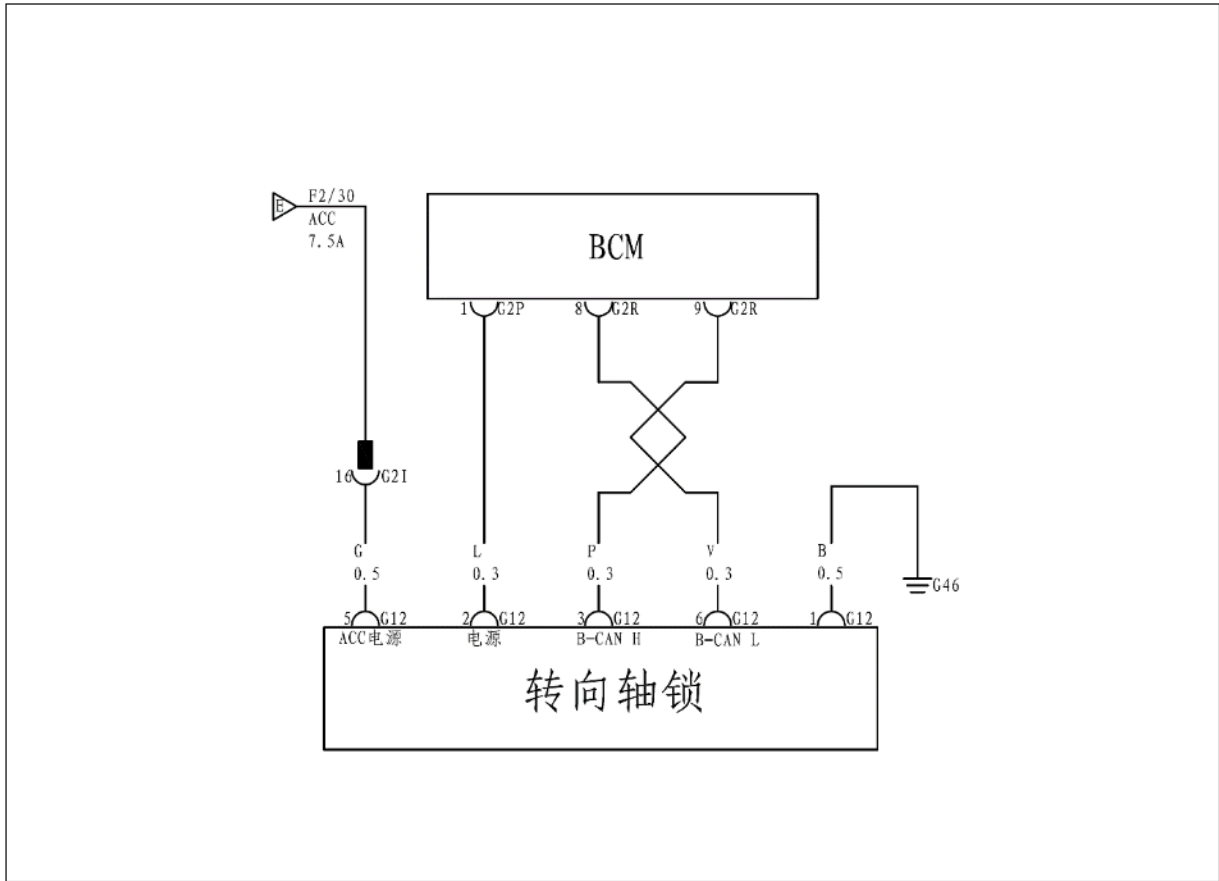 E
F2/30
ACC
7.5A
BCM
1 G2P
8 G2R
9 G2R
16 G2I
G
0.5
L
0.3
P
0.3
V
0.3
B
0.5
G46
5 G12
2 G12
3 G12
6 G12
1 G12
ACC电源
电源
B-CAN H
B-CAN L
转向轴锁